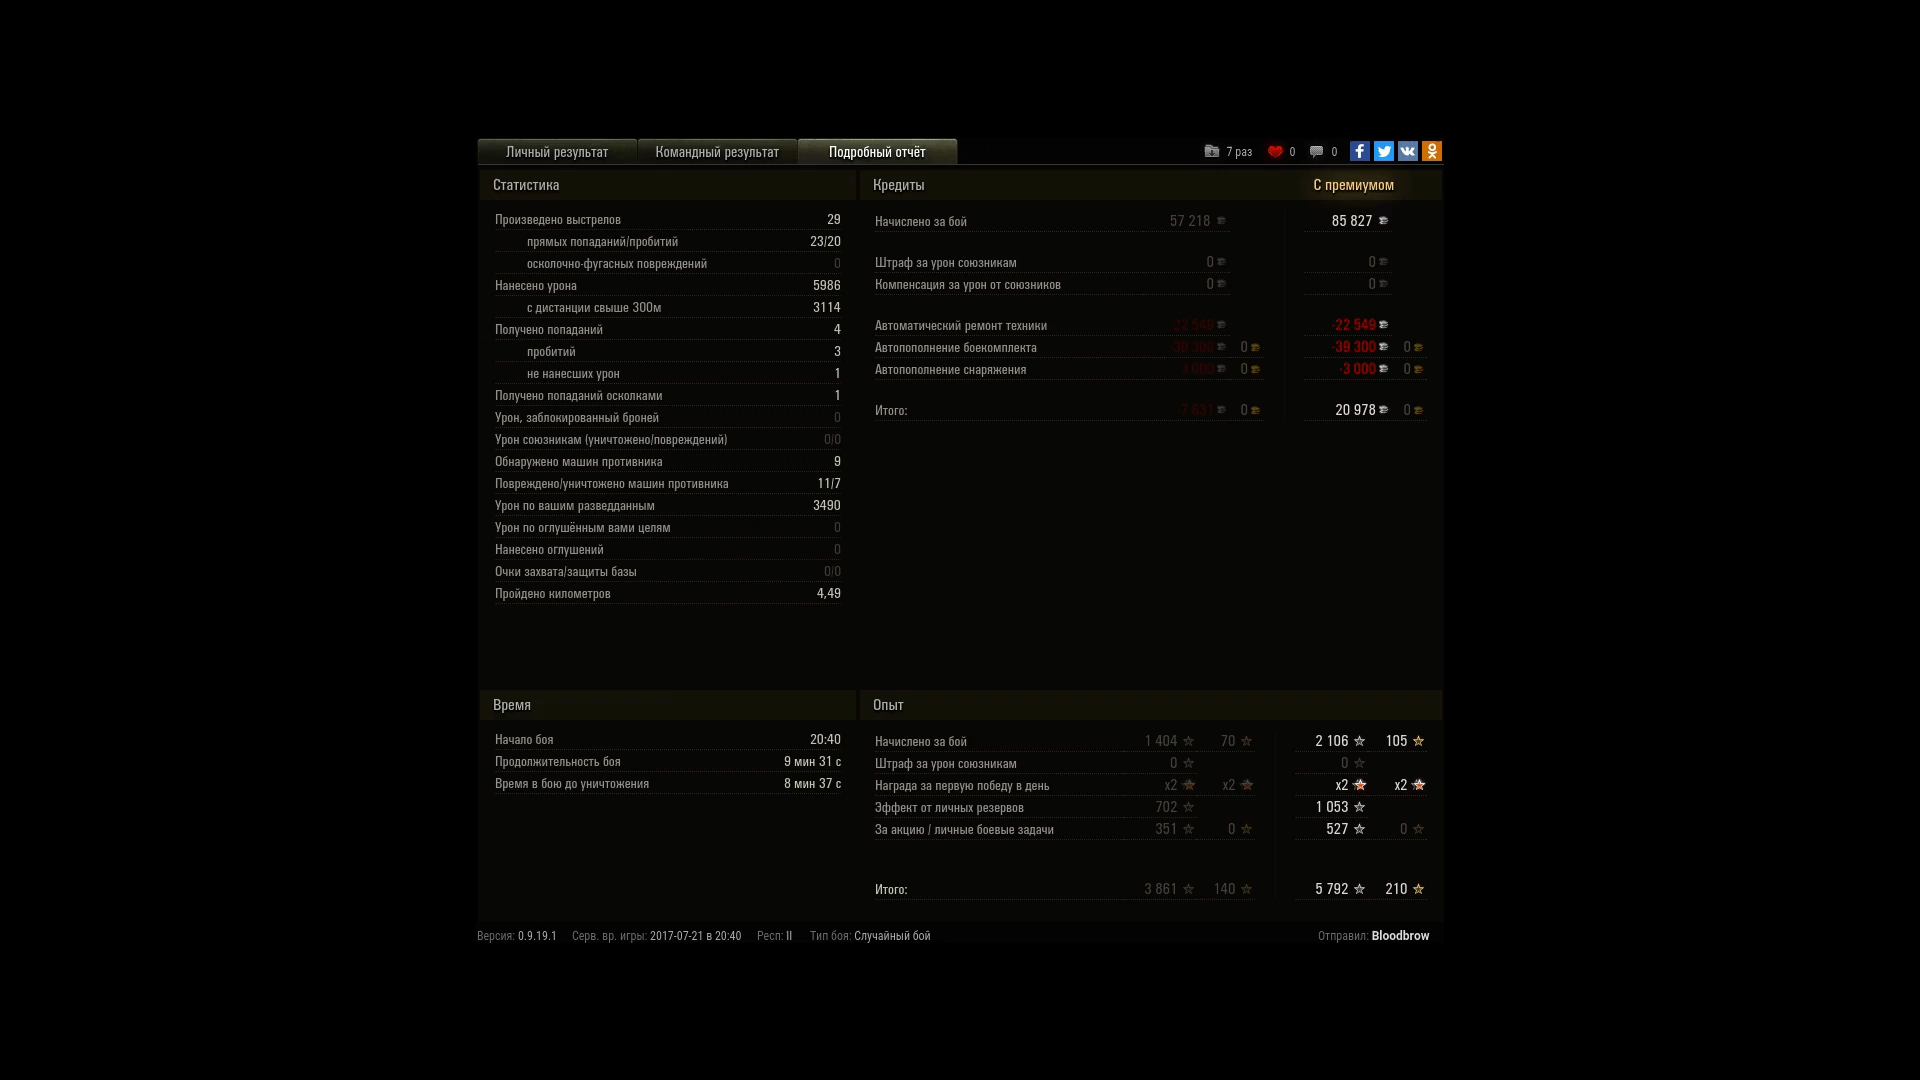 Личный результат Командный результат Подробный отчёт 7 раз 0 0
Статистика
Произведено выстрелов 29
прямых попаданий/пробитий 23/20
осколочно-фугасных повреждений 0
Нанесено урона 5986
с дистанции свыше 300м 3114
Получено попаданий 4
пробитий 3
не нанесших урон 1
Получено попаданий осколками 1
Урон, заблокированный броней 0
Урон союзникам (уничтожено/повреждений) 0/0
Обнаружено машин противника 9
Повреждено/уничтожено машин противника 11/7
Урон по вашим разведданным 3490
Урон по оглушённым вами целям 0
Нанесено оглушений 0
Очки захвата/защиты базы 0/0
Пройдено километров 4,49
Кредиты С премиумом
Начислено за бой 57 218 85 827
Штраф за урон союзникам 0 0
Компенсация за урон от союзников 0 0
Автоматический ремонт техники -22 549 -22 549
Автопополнение боекомплекта -39 300 0 -39 300 0
Автопополнение снаряжения -3 000 0 -3 000 0
Итого: -7 631 0 20 978 0
Время
Начало боя 20:40
Продолжительность боя 9 мин 31 с
Время в бою до уничтожения 8 мин 37 с
Опыт
Начислено за бой 1 404 70 2 106 105
Штраф за урон союзникам 0 0
Награда за первую победу в день x2 x2 x2 x2
Эффект от личных резервов 702 1 053
За акцию / личные боевые задачи 351 0 527 0
Итого: 3 861 140 5 792 210
Версия: 0.9.19.1 Серв. вр. игры: 2017-07-21 в 20:40 Респ: II Тип боя: Случайный бой Отправил: Bloodbrow